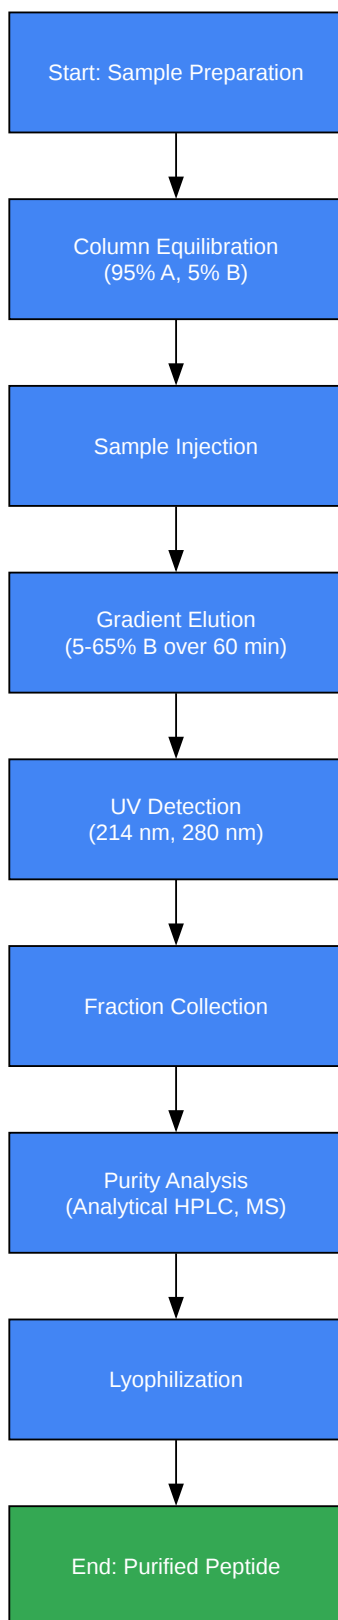 Start: Sample Preparation
Column Equilibration
(95% A, 5% B)
Sample Injection
Gradient Elution
(5-65% B over 60 min)
UV Detection
(214 nm, 280 nm)
Fraction Collection
Purity Analysis
(Analytical HPLC, MS)
Lyophilization
End: Purified Peptide